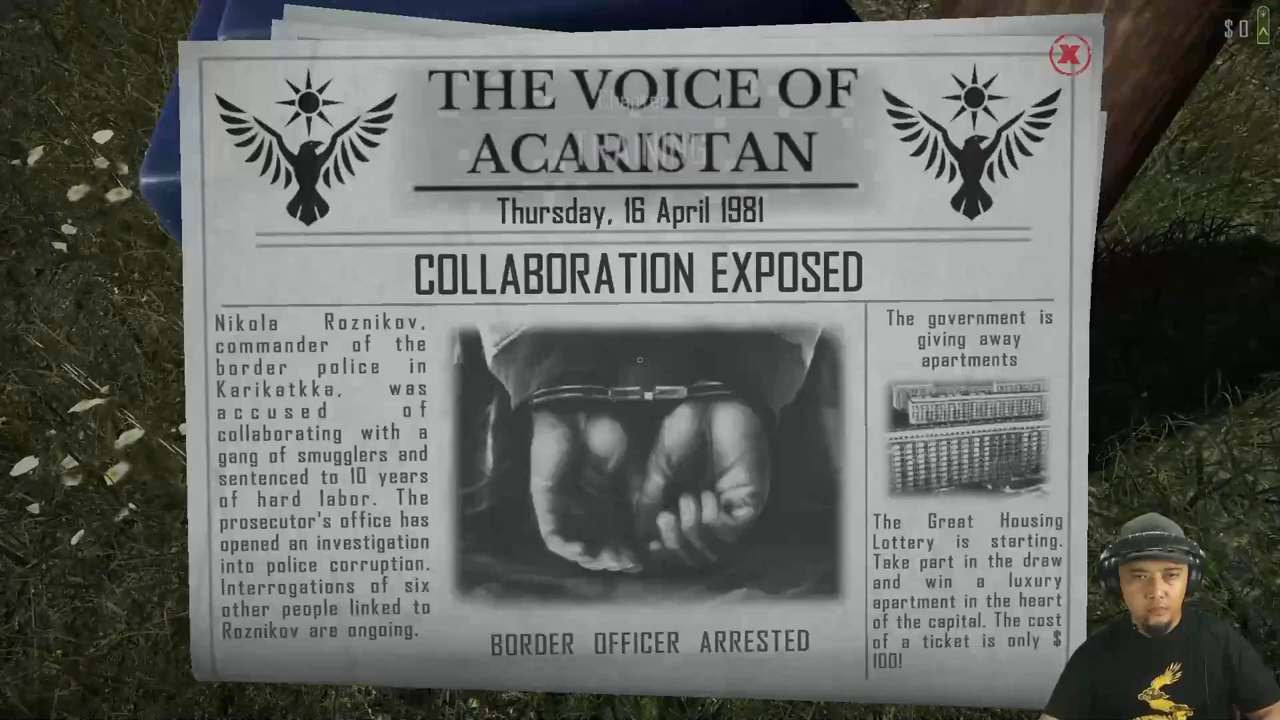 $0
X
THE VOICE OF
ACARISTAN
Chapter I
TRAINING
Thursday, 16 April 1981
COLLABORATION EXPOSED
Nikola Roznikov,
commander of the
border police in
Karikatkka, was
accused of
collaborating with a
gang of smugglers and
sentenced to 10 years
of hard labor. The
prosecutor's office has
opened an investigation
into police corruption.
Interrogations of six
other people linked to
Roznikov are ongoing.
BORDER OFFICER ARRESTED
The government is
giving away
apartments
The Great Housing
Lottery is starting.
Take part in the draw
and win a luxury
apartment in the heart
of the capital. The cost
of a ticket is only $
100!